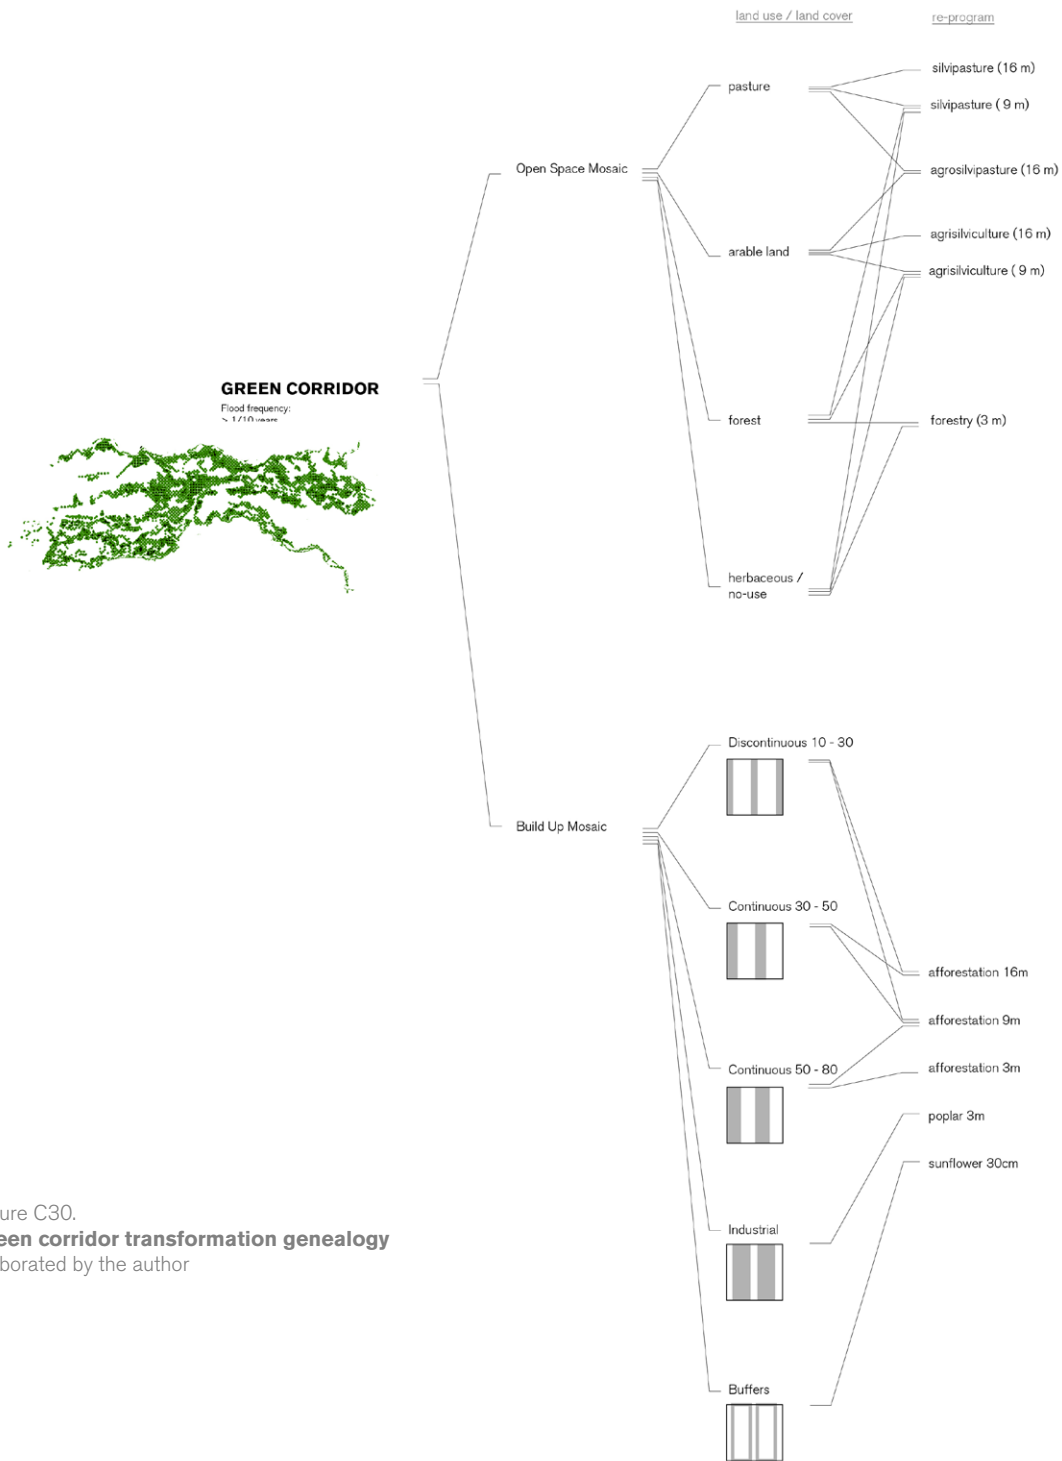 land use / land cover
re-program
silvipasture (16 m)
pasture
silvipasture ( 9 m)
Open Space Mosaic
agrosilvipasture (16 m)
agrisilviculture (16 m)
arable land
agrisilviculture ( 9 m)
GREEN CORRIDOR
Flood frequency:
> 1/10 years
forest
forestry (3 m)
herbaceous /
no-use
Discontinuous 10 - 30
Build Up Mosaic
Continuous 30 - 50
afforestation 16m
afforestation 9m
Continuous 50 - 80
afforestation 3m
poplar 3m
sunflower 30cm
ure C30.
een corridor transformation genealogy
borated by the author
Industrial
Buffers